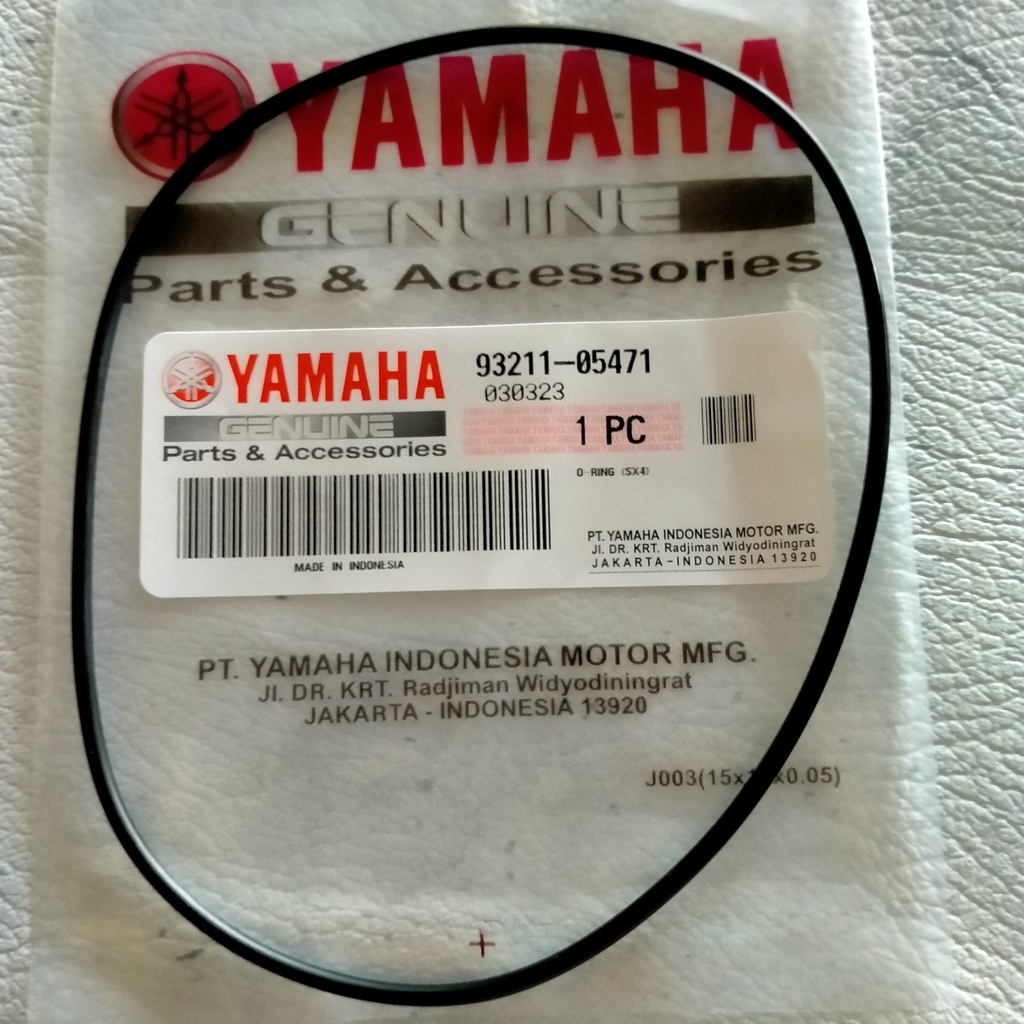 YAMAHA
GENUINE
Parts & Accessories
YAMAHA
GENUINE
Parts & Accessories
93211-05471
030323
1 PC
O-RING (SX4)
MADE IN INDONESIA
PT. YAMAHA INDONESIA MOTOR MFG.
Jl. DR. KRT. Radjiman Widyodiningrat
JAKARTA-INDONESIA 13920
PT. YAMAHA INDONESIA MOTOR MFG.
Jl. DR. KRT. Radjiman Widyodiningrat
JAKARTA - INDONESIA 13920